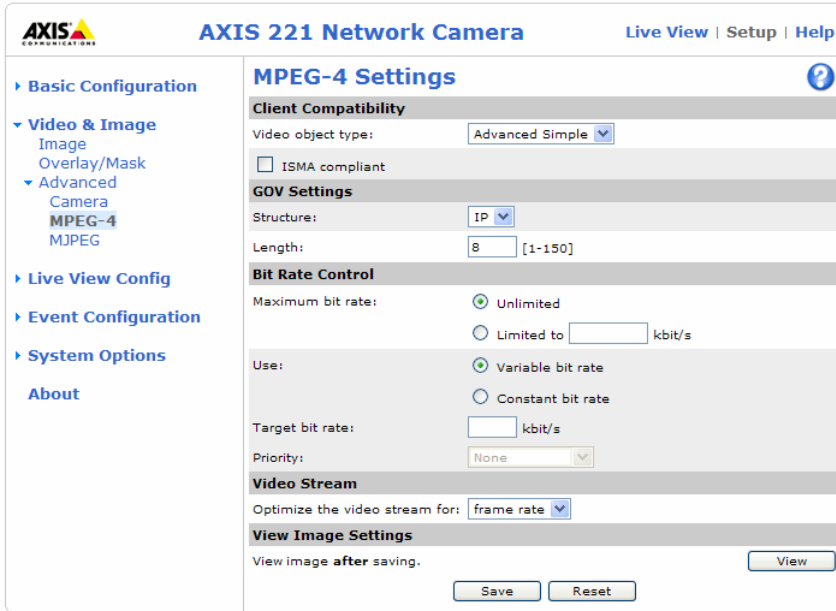 AXIS
COMMUNICATIONS
AXIS 221 Network Camera
Live View | Setup | Help
Basic Configuration
Video & Image
Image
Overlay/Mask
Advanced
Camera
MPEG-4
MJPEG
Live View Config
Event Configuration
System Options
About
MPEG-4 Settings
?
Client Compatibility
Video object type: Advanced Simple
ISMA compliant
GOV Settings
Structure: IP
Length: 8 [1-150]
Bit Rate Control
Maximum bit rate: Unlimited
Limited to kbit/s
Use: Variable bit rate
Constant bit rate
Target bit rate: kbit/s
Priority: None
Video Stream
Optimize the video stream for: frame rate
View Image Settings
View image after saving. View
Save Reset